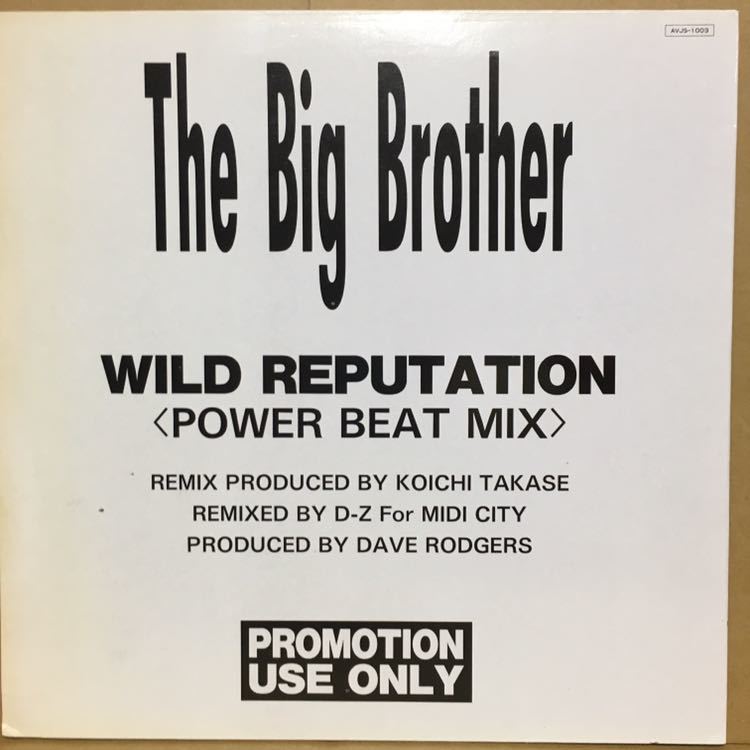 AVJS-1009
The Big Brother
WILD REPUTATION
〈POWER BEAT MIX〉
REMIX PRODUCED BY KOICHI TAKASE
REMIXED BY D-Z For MIDI CITY
PRODUCED BY DAVE RODGERS
PROMOTION
USE ONLY